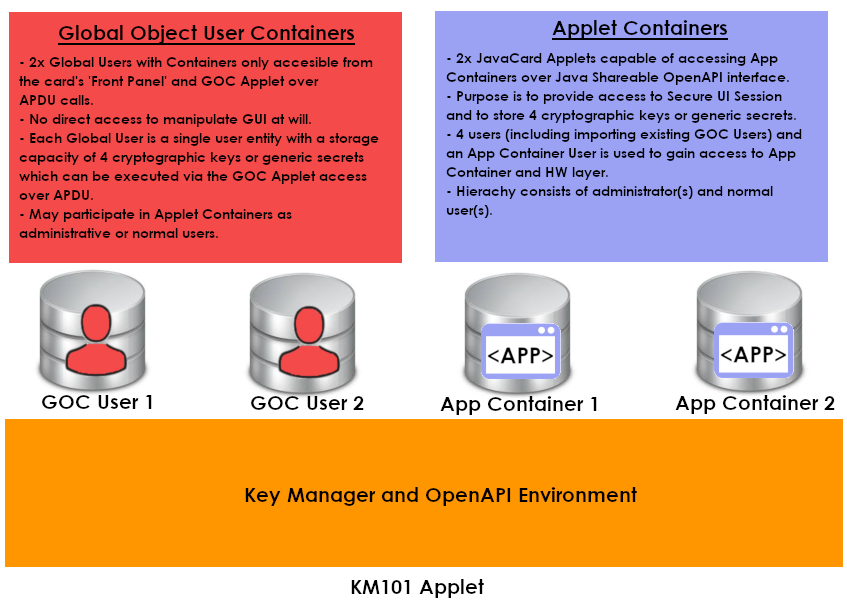 Global Object User Containers
- 2x Global Users with Containers only accesible from
the card's 'Front Panel' and GOC Applet over
APDU calls.
- No direct access to manipulate GUI at will.
- Each Global User is a single user entity with a storage
capacity of 4 cryptographic keys or generic secrets
which can be executed via the GOC Applet access
over APDU.
- May participate in Applet Containers as
administrative or normal users.
Applet Containers
- 2x JavaCard Applets capable of accessing App
Containers over Java Shareable OpenAPI interface.
- Purpose is to provide access to Secure UI Session
and to store 4 cryptographic keys or generic secrets.
- 4 users (including importing existing GOC Users) and
an App Container User is used to gain access to App
Container and HW layer.
- Hierachy consists of administrator(s) and normal
user(s).
<APP>
<APP>
GOC User 1
GOC User 2
App Container 1
App Container 2
Key Manager and OpenAPI Environment
KM101 Applet